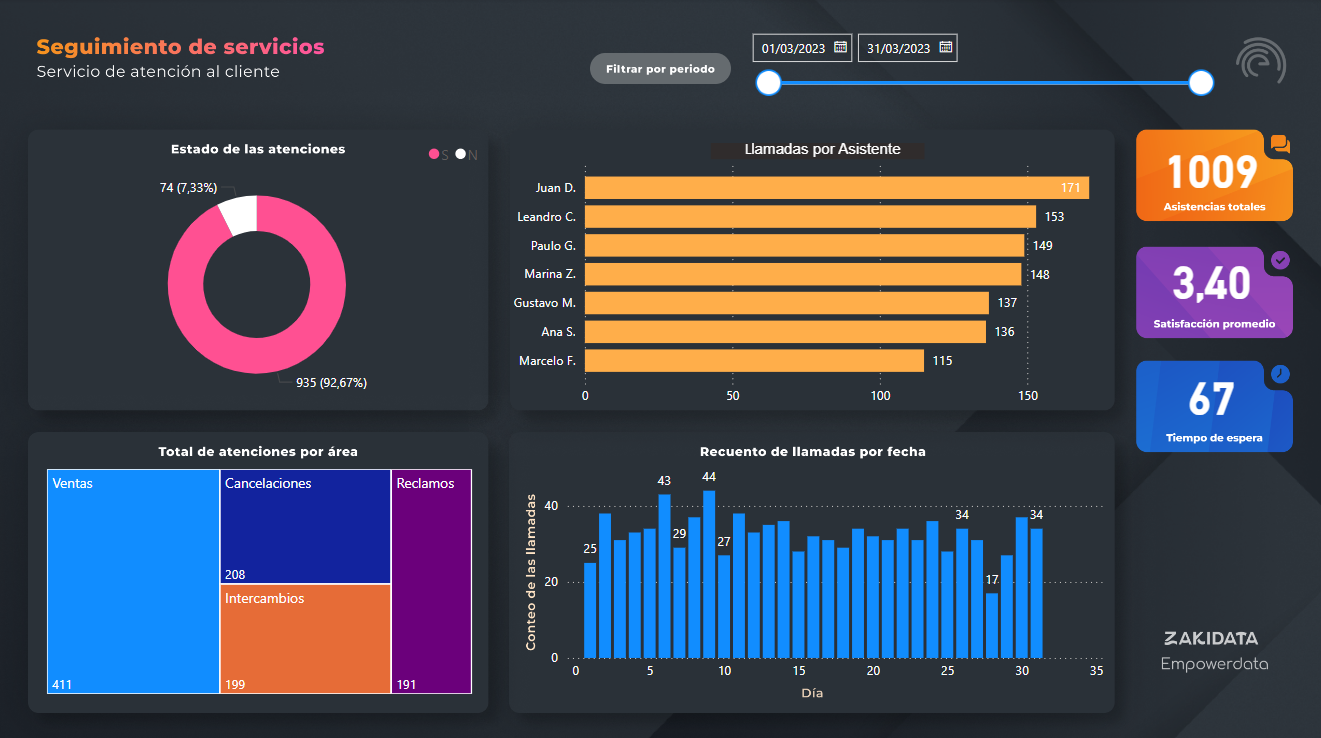 Seguimiento de servicios
Servicio de atención al cliente
Filtrar por periodo
01/03/2023
31/03/2023
Estado de las atenciones
S N
74 (7,33%)
935 (92,67%)
Llamadas por Asistente
Juan D. 171
Leandro C. 153
Paulo G. 149
Marina Z. 148
Gustavo M. 137
Ana S. 136
Marcelo F. 115
0 50 100 150
1009
Asistencias totales
3,40
Satisfacción promedio
67
Tiempo de espera
Total de atenciones por área
Ventas
411
Cancelaciones
208
Intercambios
199
Reclamos
191
Recuento de llamadas por fecha
Conteo de las llamadas
40
20
0
25 43 29 44 27 34 17 34
0 5 10 15 20 25 30 35
Día
ZAKIDATA
Empowerdata